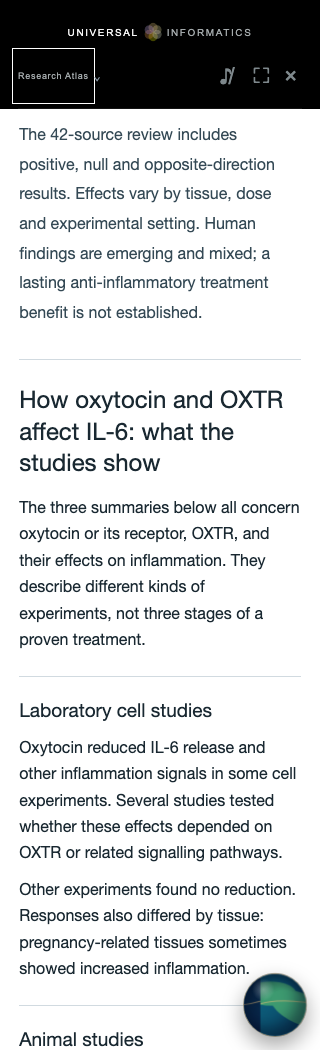 UNIVERSAL INFORMATICS
Research Atlas
The 42-source review includes
positive, null and opposite-direction
results. Effects vary by tissue, dose
and experimental setting. Human
findings are emerging and mixed; a
lasting anti-inflammatory treatment
benefit is not established.
How oxytocin and OXTR
affect IL-6: what the
studies show
The three summaries below all concern
oxytocin or its receptor, OXTR, and
their effects on inflammation. They
describe different kinds of
experiments, not three stages of a
proven treatment.
Laboratory cell studies
Oxytocin reduced IL-6 release and
other inflammation signals in some cell
experiments. Several studies tested
whether these effects depended on
OXTR or related signalling pathways.
Other experiments found no reduction.
Responses also differed by tissue:
pregnancy-related tissues sometimes
showed increased inflammation.
Animal studies